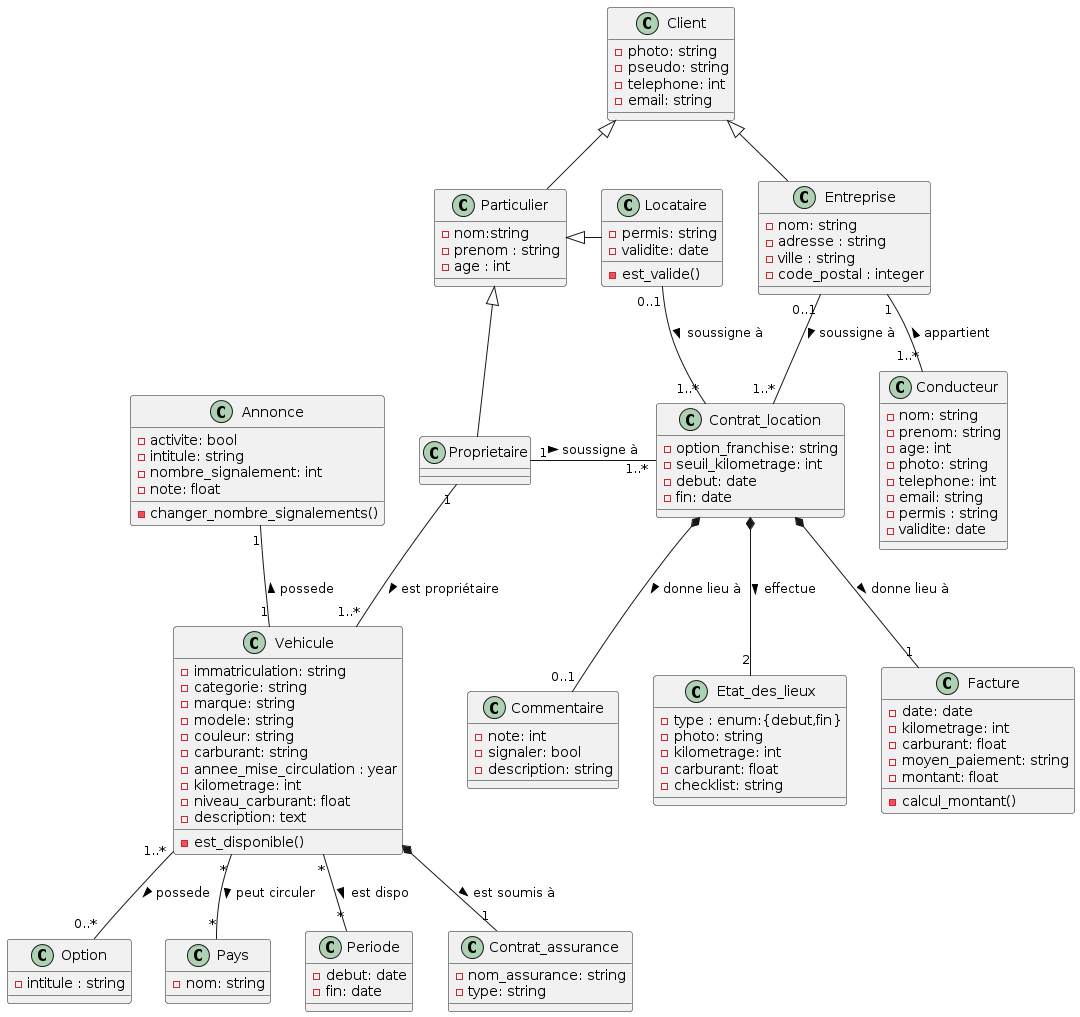 C Client
photo: string
pseudo: string
telephone: int
email: string
C Particulier
nom:string
prenom : string
age : int
C Locataire
permis: string
validite: date
est_valide()
C Entreprise
nom: string
adresse : string
ville : string
code_postal : integer
0..1
soussigne à
1..*
0..1
soussigne à
1..*
1
appartient
1..*
C Annonce
activite: bool
intitule: string
nombre_signalement: int
note: float
changer_nombre_signalements()
C Proprietaire
1
soussigne à
1..*
C Contrat_location
option_franchise: string
seuil_kilometrage: int
debut: date
fin: date
C Conducteur
nom: string
prenom: string
age: int
photo: string
telephone: int
email: string
permis : string
validite: date
1
possede
1
1
est propriétaire
1..*
donne lieu à
0..1
effectue
2
donne lieu à
1
C Vehicule
immatriculation: string
categorie: string
marque: string
modele: string
couleur: string
carburant: string
annee_mise_circulation : year
kilometrage: int
niveau_carburant: float
description: text
est_disponible()
C Commentaire
note: int
signaler: bool
description: string
C Etat_des_lieux
type : enum:{debut,fin}
photo: string
kilometrage: int
carburant: float
checklist: string
C Facture
date: date
kilometrage: int
carburant: float
moyen_paiement: string
montant: float
calcul_montant()
1..*
possede
0..*
*
peut circuler
*
*
est dispo
*
est soumis à
1
C Option
intitule : string
C Pays
nom: string
C Periode
debut: date
fin: date
C Contrat_assurance
nom_assurance: string
type: string